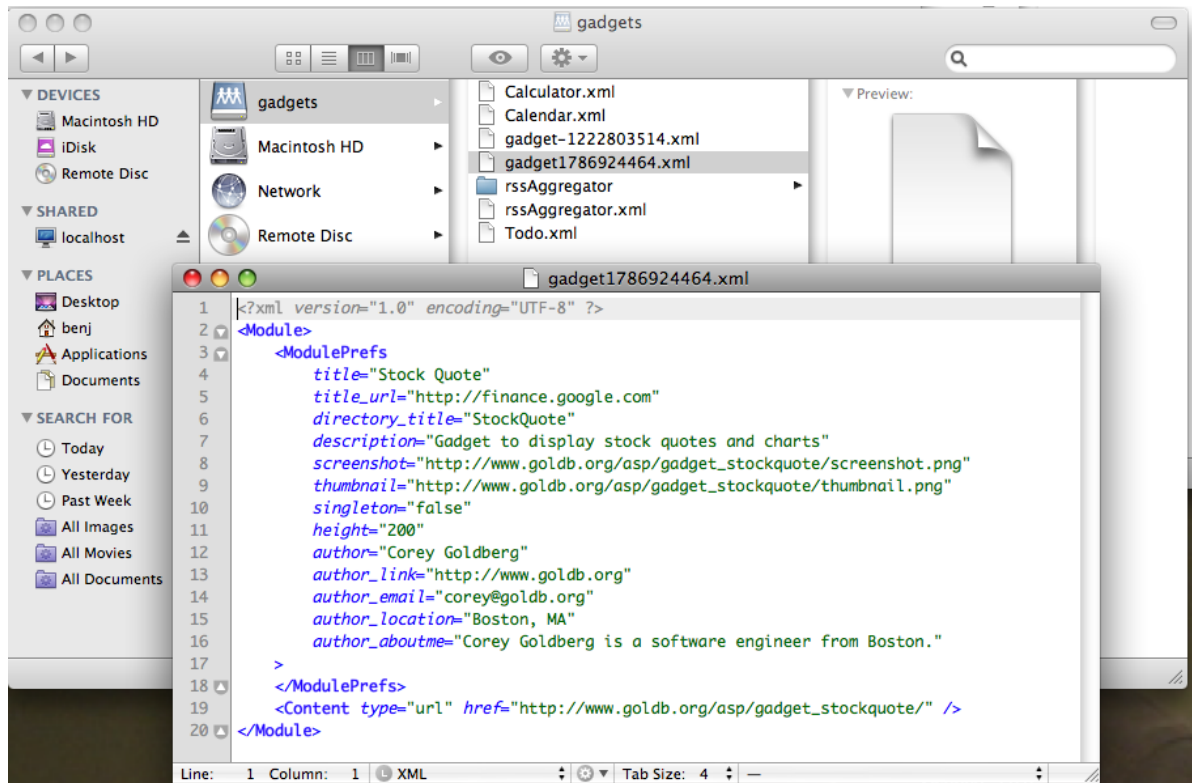 gadgets
DEVICES
Macintosh HD
iDisk
Remote Disc
SHARED
localhost
PLACES
Desktop
benj
Applications
Documents
SEARCH FOR
Today
Yesterday
Past Week
All Images
All Movies
All Documents
gadgets
Macintosh HD
Network
Remote Disc
Calculator.xml
Calendar.xml
gadget-1222803514.xml
gadget1786924464.xml
rssAggregator
rssAggregator.xml
Todo.xml
Preview:
gadget1786924464.xml
1 <?xml version="1.0" encoding="UTF-8" ?>
2 <Module>
3 <ModulePrefs
4 title="Stock Quote"
5 title_url="http://finance.google.com"
6 directory_title="StockQuote"
7 description="Gadget to display stock quotes and charts"
8 screenshot="http://www.goldb.org/asp/gadget_stockquote/screenshot.png"
9 thumbnail="http://www.goldb.org/asp/gadget_stockquote/thumbnail.png"
10 singleton="false"
11 height="200"
12 author="Corey Goldberg"
13 author_link="http://www.goldb.org"
14 author_email="corey@goldb.org"
15 author_location="Boston, MA"
16 author_aboutme="Corey Goldberg is a software engineer from Boston."
17 >
18 </ModulePrefs>
19 <Content type="url" href="http://www.goldb.org/asp/gadget_stockquote/" />
20 </Module>
Line: 1 Column: 1 L XML Tab Size: 4 —